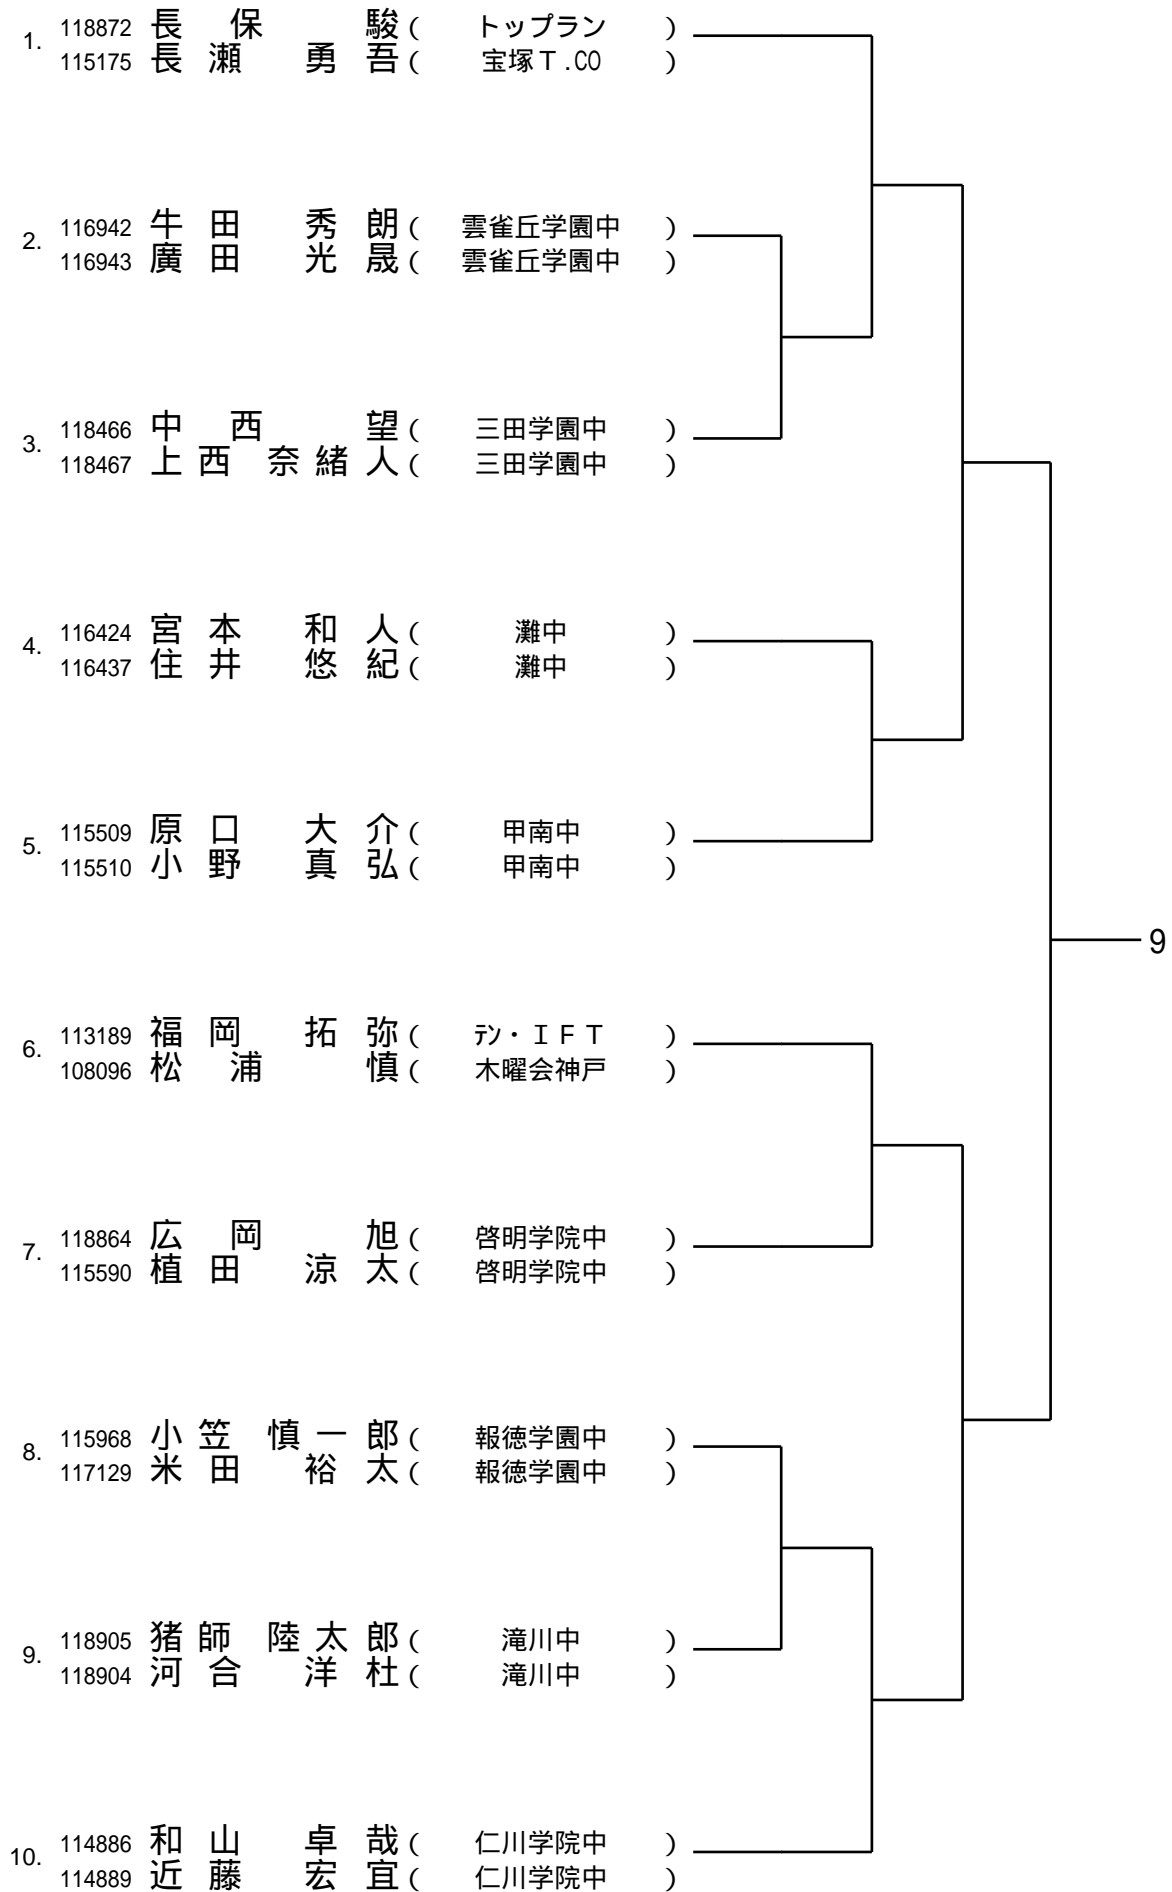 1. 118872 長 保 駿 ( トップラン )
115175 長 瀬 勇 吾 ( 宝塚Ｔ.CO )
2. 116942 牛 田 秀 朗 ( 雲雀丘学園中 )
116943 廣 田 光 晟 ( 雲雀丘学園中 )
3. 118466 中 西 望 ( 三田学園中 )
118467 上 西 奈 緒 人 ( 三田学園中 )
4. 116424 宮 本 和 人 ( 灘中 )
116437 住 井 悠 紀 ( 灘中 )
5. 115509 原 口 大 介 ( 甲南中 )
115510 小 野 真 弘 ( 甲南中 )
9
6. 113189 福 岡 拓 弥 ( ﾃﾝ・ＩＦＴ )
108096 松 浦 慎 ( 木曜会神戸 )
7. 118864 広 岡 旭 ( 啓明学院中 )
115590 植 田 涼 太 ( 啓明学院中 )
8. 115968 小 笠 慎 一 郎 ( 報徳学園中 )
117129 米 田 裕 太 ( 報徳学園中 )
9. 118905 猪 師 陸 太 郎 ( 滝川中 )
118904 河 合 洋 杜 ( 滝川中 )
10. 114886 和 山 卓 哉 ( 仁川学院中 )
114889 近 藤 宏 宜 ( 仁川学院中 )